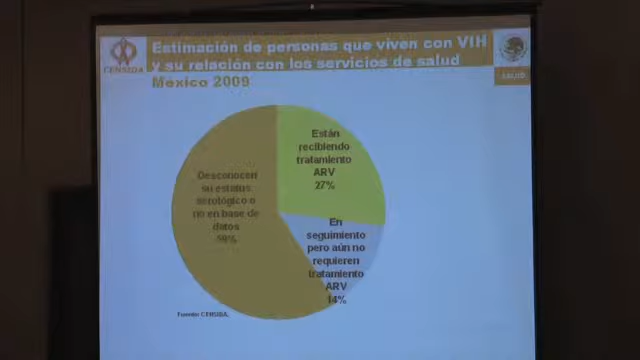 Estimación de personas que viven con VIH
y su relación con los servicios de salud
México 2009
CENSIDA
SALUD
Están
recibiendo
tratamiento
ARV
27%
Desconocen
su estatus
serológico o
no en base de
datos
59%
En
seguimiento
pero aún no
requieren
tratamiento
ARV
14%
Fuente: CENSIDA.